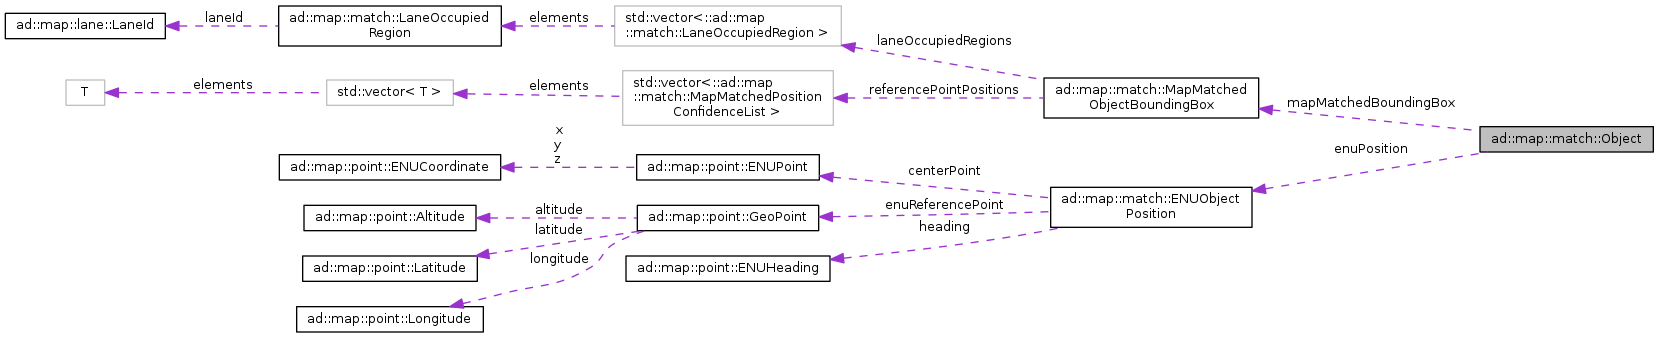 ad::map::lane::LaneId
laneId
ad::map::match::LaneOccupied
Region
elements
std::vector< ::ad::map
::match::LaneOccupiedRegion >
laneOccupiedRegions
T
elements
std::vector< T >
elements
std::vector< ::ad::map
::match::MapMatchedPosition
ConfidenceList >
referencePointPositions
ad::map::match::MapMatched
ObjectBoundingBox
mapMatchedBoundingBox
ad::map::match::Object
enuPosition
ad::map::point::ENUCoordinate
x
y
z
ad::map::point::ENUPoint
centerPoint
ad::map::match::ENUObject
Position
ad::map::point::Altitude
altitude
ad::map::point::GeoPoint
enuReferencePoint
latitude
heading
ad::map::point::Latitude
longitude
ad::map::point::ENUHeading
ad::map::point::Longitude